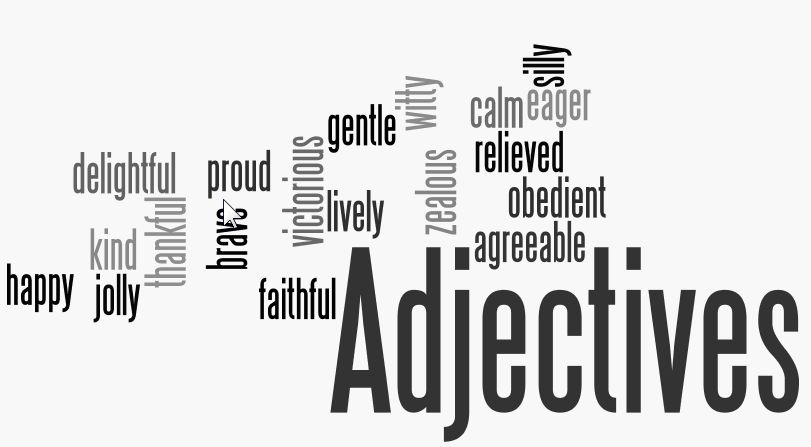 silly
witty
calm
eager
gentle
relieved
delightful
proud
victorious
zealous
obedient
thankful
lively
brave
kind
agreeable
happy
jolly
faithful
Adjectives